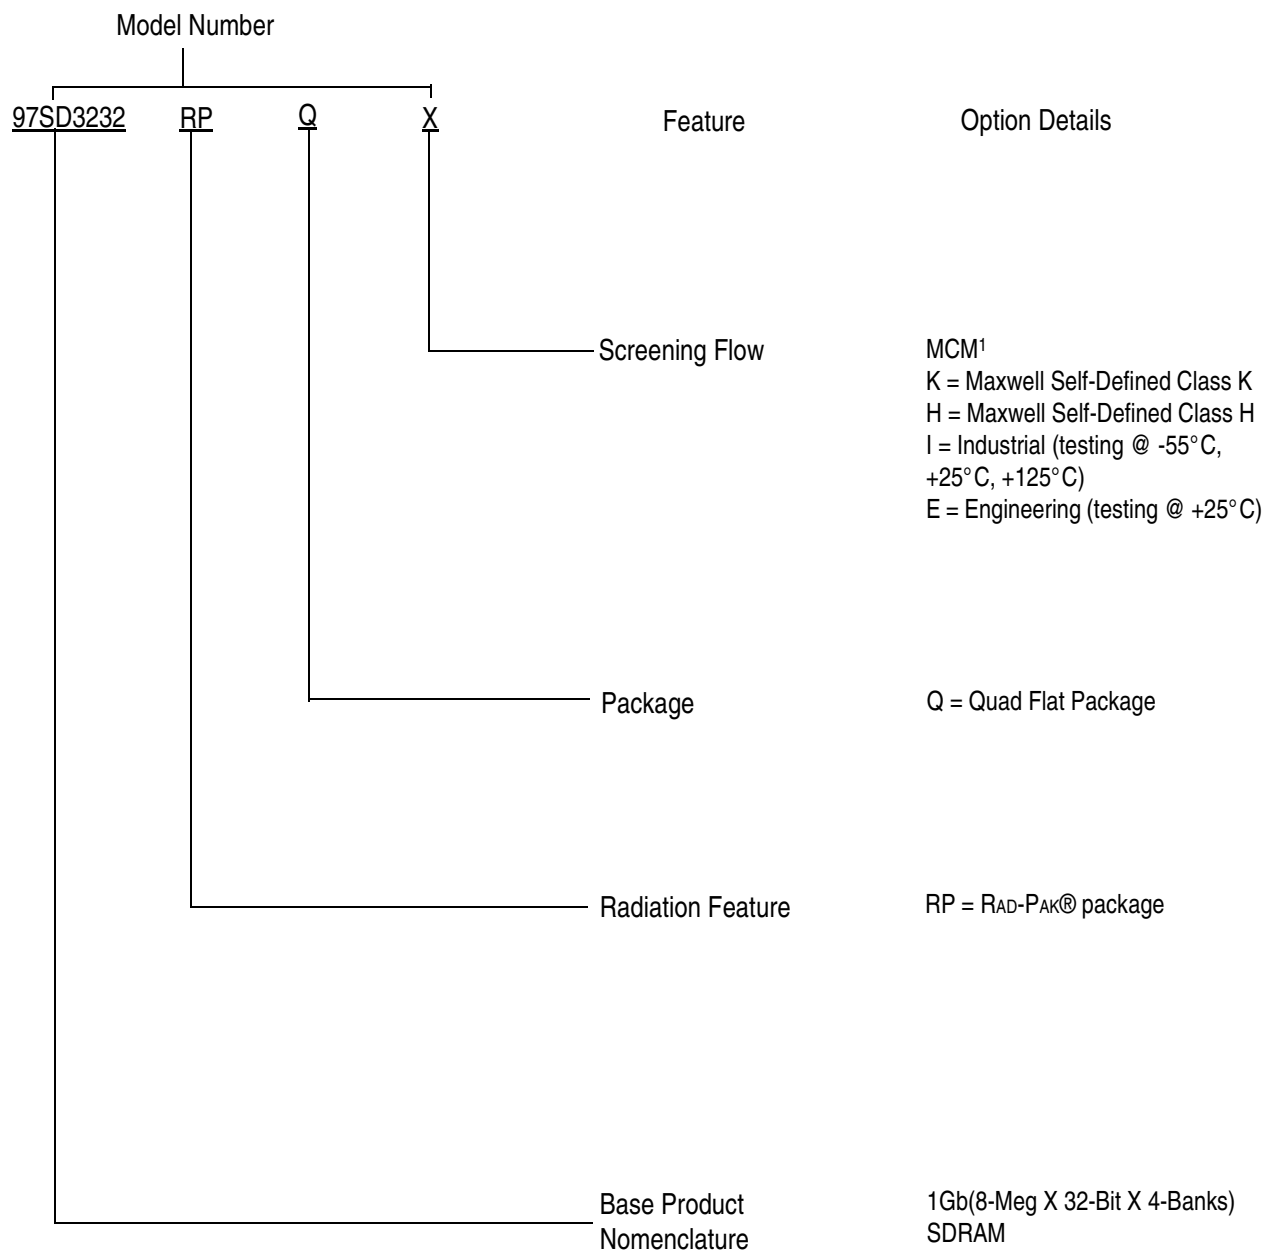 Model Number
97SD3232 RP Q X Feature Option Details
Screening Flow MCM¹
K = Maxwell Self-Defined Class K
H = Maxwell Self-Defined Class H
I = Industrial (testing @ -55°C,
+25°C, +125°C)
E = Engineering (testing @ +25°C)
Package Q = Quad Flat Package
Radiation Feature RP = RAD-PAK® package
Base Product 1Gb(8-Meg X 32-Bit X 4-Banks)
Nomenclature SDRAM